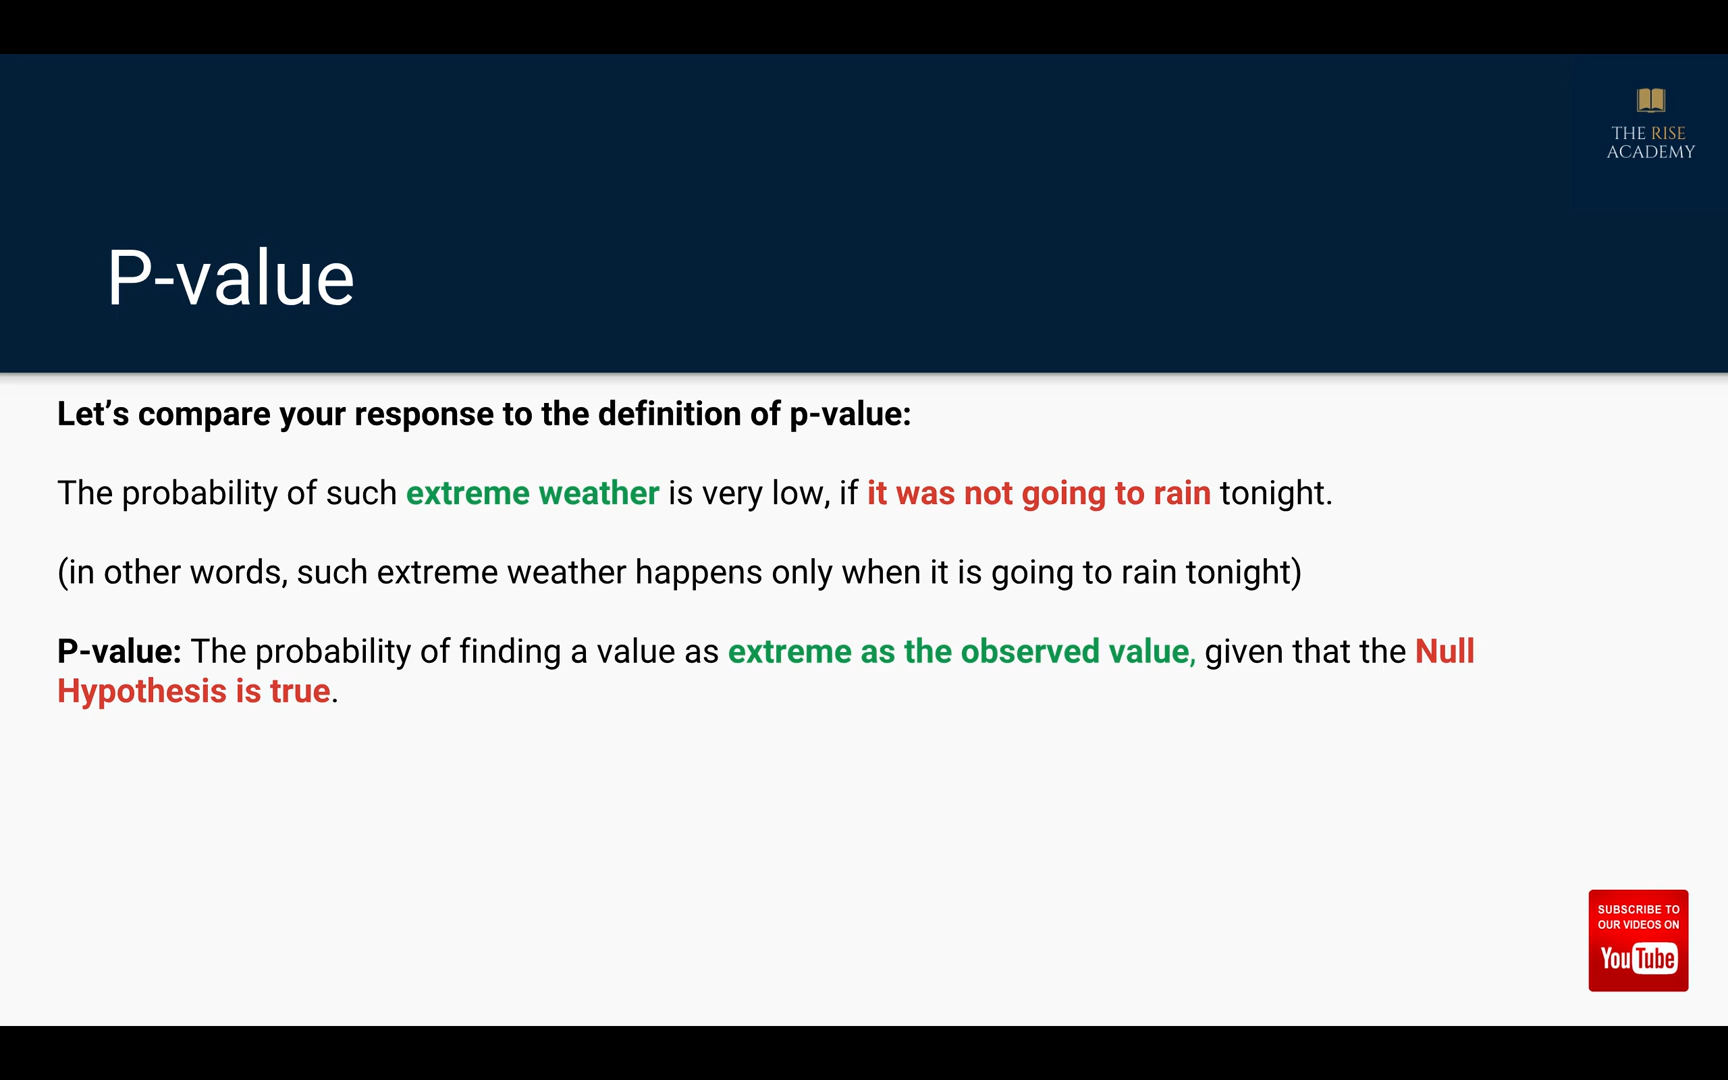 THE RISE
ACADEMY
P-value
Let’s compare your response to the definition of p-value:
The probability of such extreme weather is very low, if it was not going to rain tonight.
(in other words, such extreme weather happens only when it is going to rain tonight)
P-value: The probability of finding a value as extreme as the observed value, given that the Null
Hypothesis is true.
SUBSCRIBE TO
OUR VIDEOS ON
YouTube